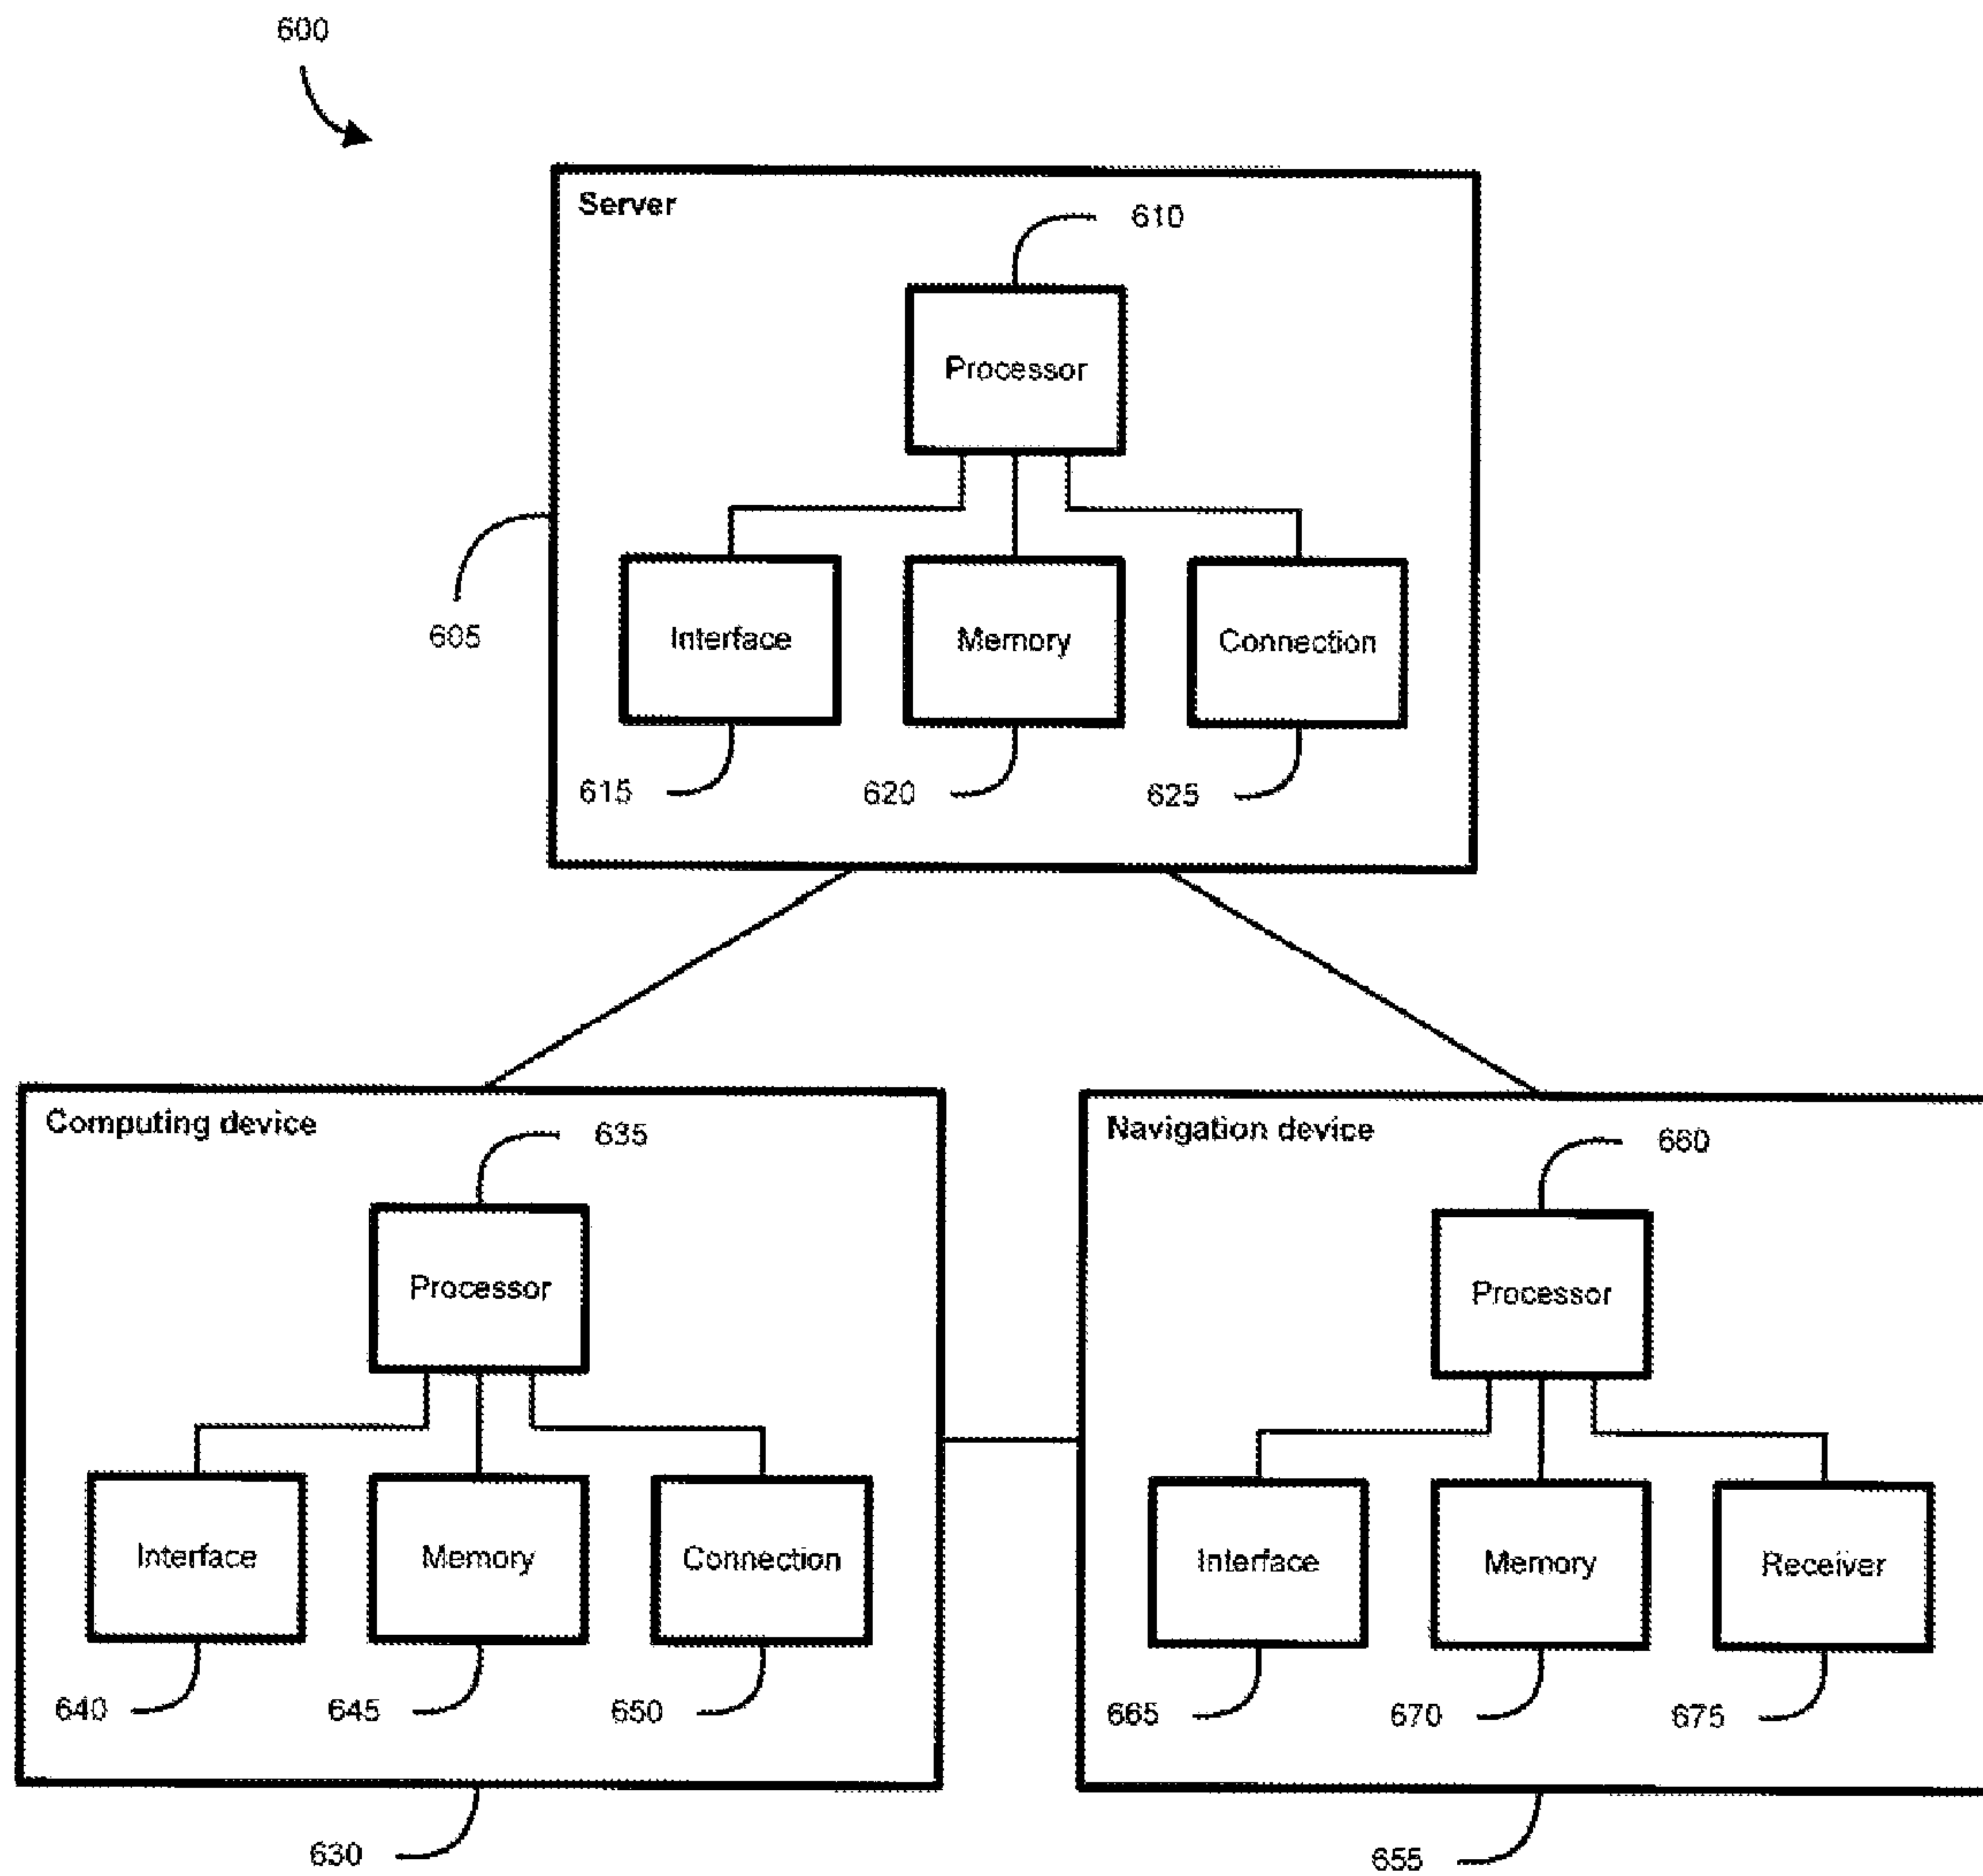 600
Server
610
Processor
605
Interface
Memory
Connection
615
620
625
Computing device
635
Processor
Interface
Memory
Connection
640
645
650
630
Navigation device
660
Processor
Interface
Memory
Receiver
665
670
675
655